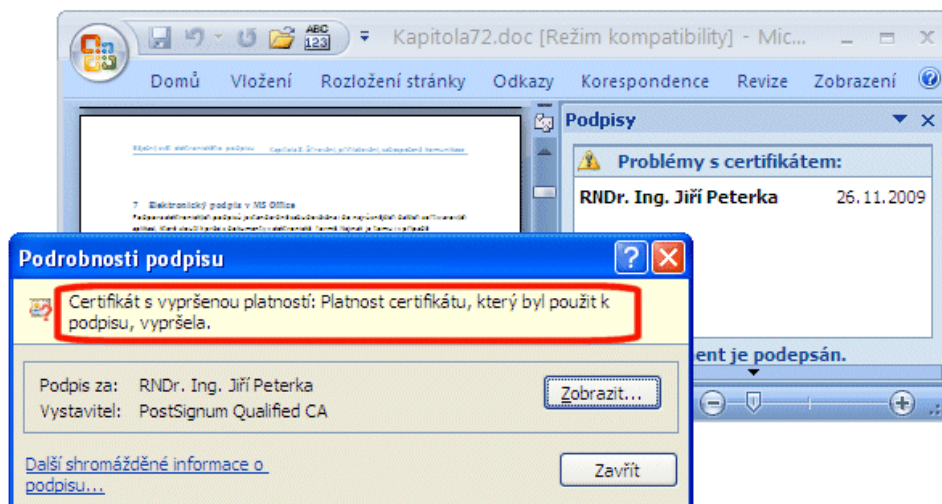 ABC
123
Kapitola72.doc [Režim kompatibility] - Mic...
Domů Vložení Rozložení stránky Odkazy Korespondence Revize Zobrazení
Podpisy
Problémy s certifikátem:
RNDr. Ing. Jiří Peterka 26.11.2009
7 Elektronický podpis v MS Office
ent je podepsán.
Podrobnosti podpisu
Certifikát s vypršenou platností: Platnost certifikátu, který byl použit k
podpisu, vypršela.
Podpis za: RNDr. Ing. Jiří Peterka
Zobrazit...
Vystavitel: PostSignum Qualified CA
Další shromážděné informace o
podpisu...
Zavřít